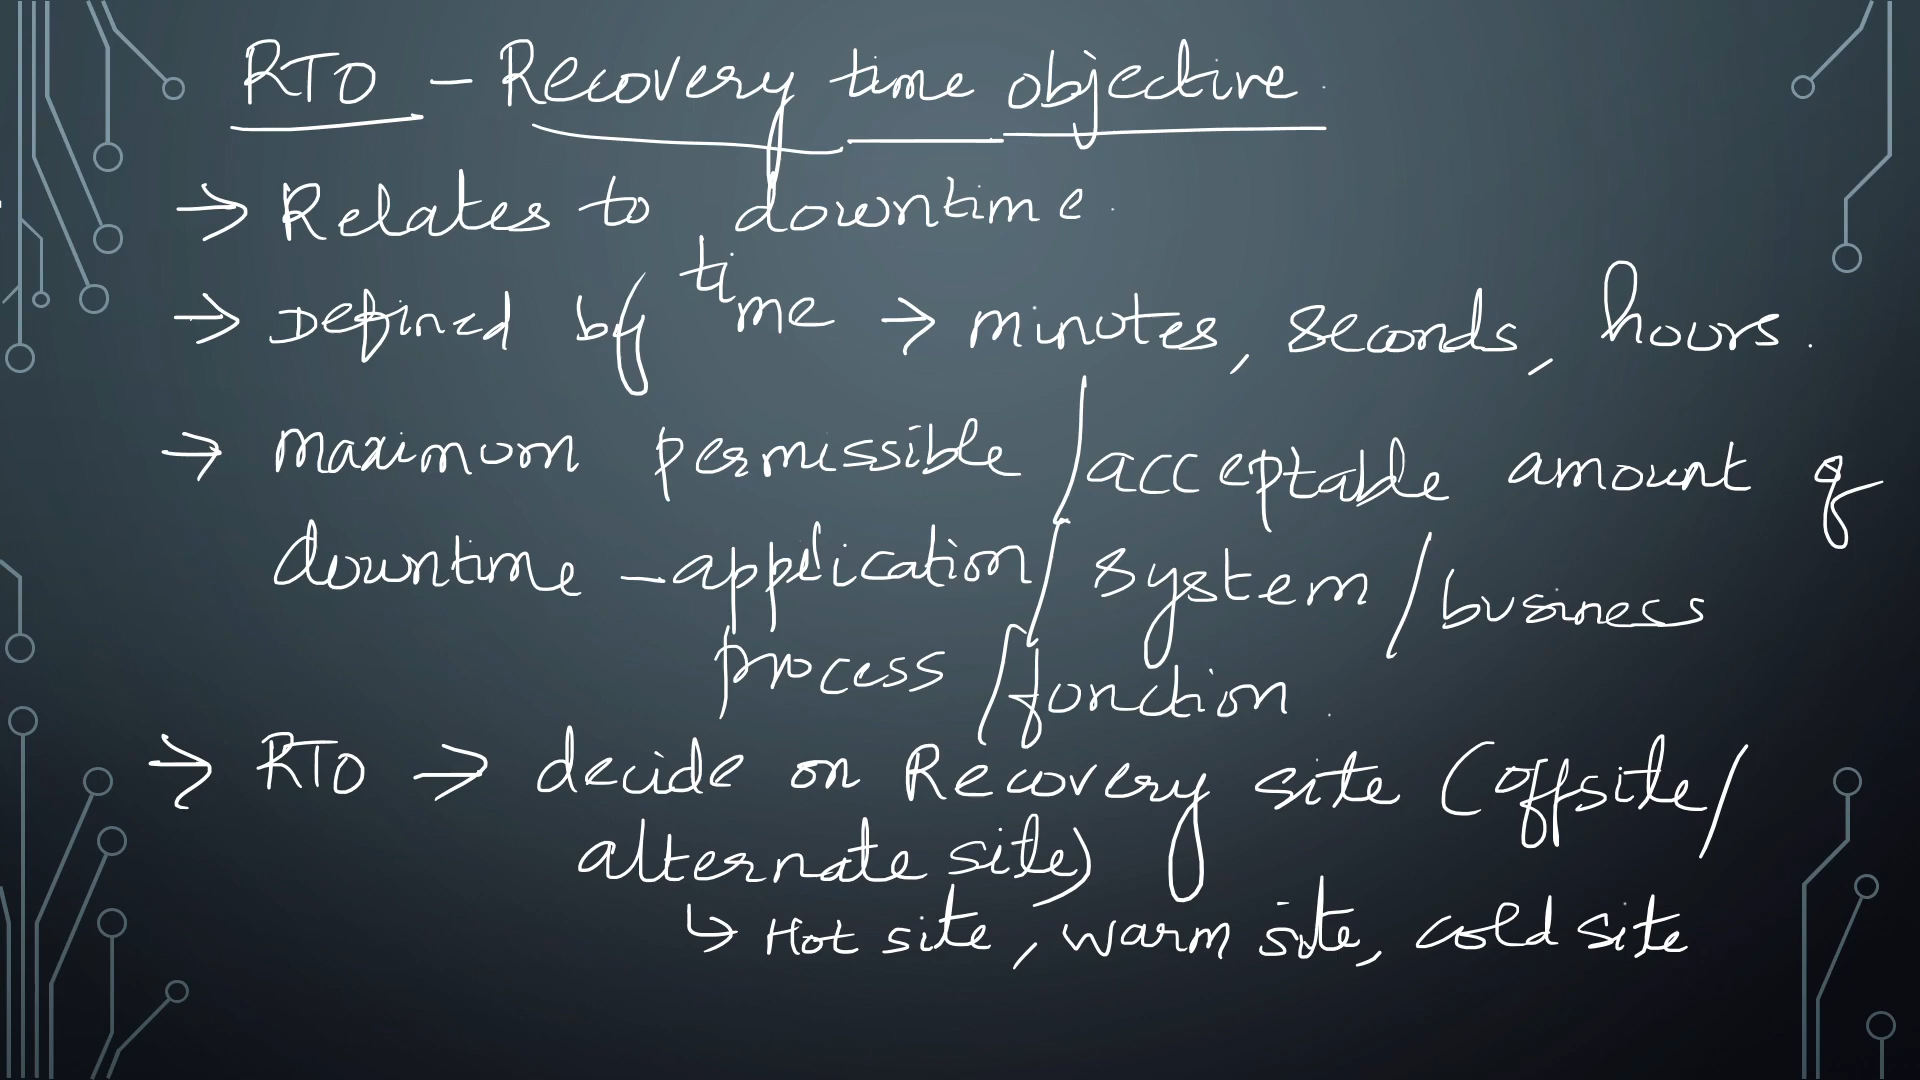 RTO – Recovery time objective.
→ Relates to downtime.
→ Defined by time → minutes, seconds, hours.
→ maximum permissible / acceptable amount of
downtime – application / system / business
process / function.
→ RTO → decide on Recovery site (offsite/
alternate site)
↳ Hot site, warm site, cold site